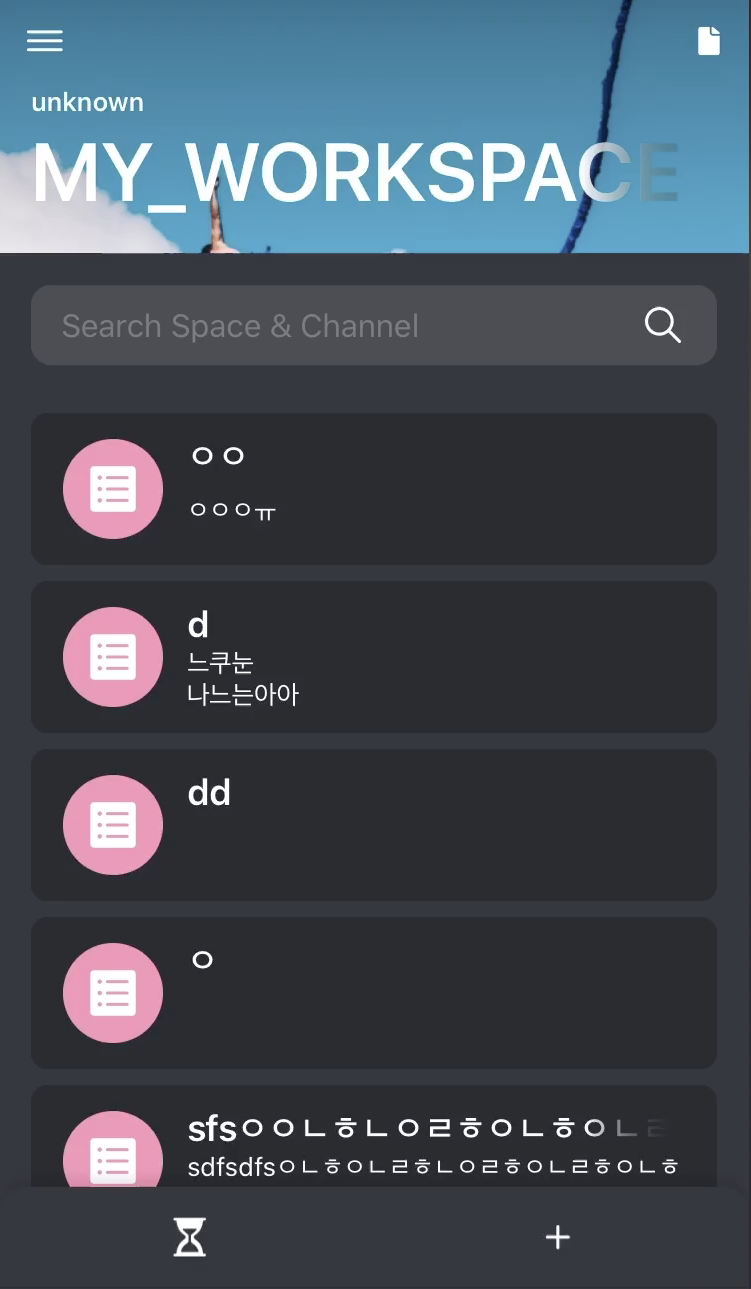 unknown
MY_WORKSPACE
Search Space & Channel
ㅇㅇ
ㅇㅇㅇㅠ
d
느쿠눈
나느는아아
dd
ㅇ
sfsㅇㅇㄴㅎㄴㅇㄹㅎㅇㄴㅎㅇㄴㄹ
sdfsdfsㅇㄴㅎㅇㄴㄹㅎㄴㅇㄹㅎㅇㄴㄹㅎㅇㄴㅎ